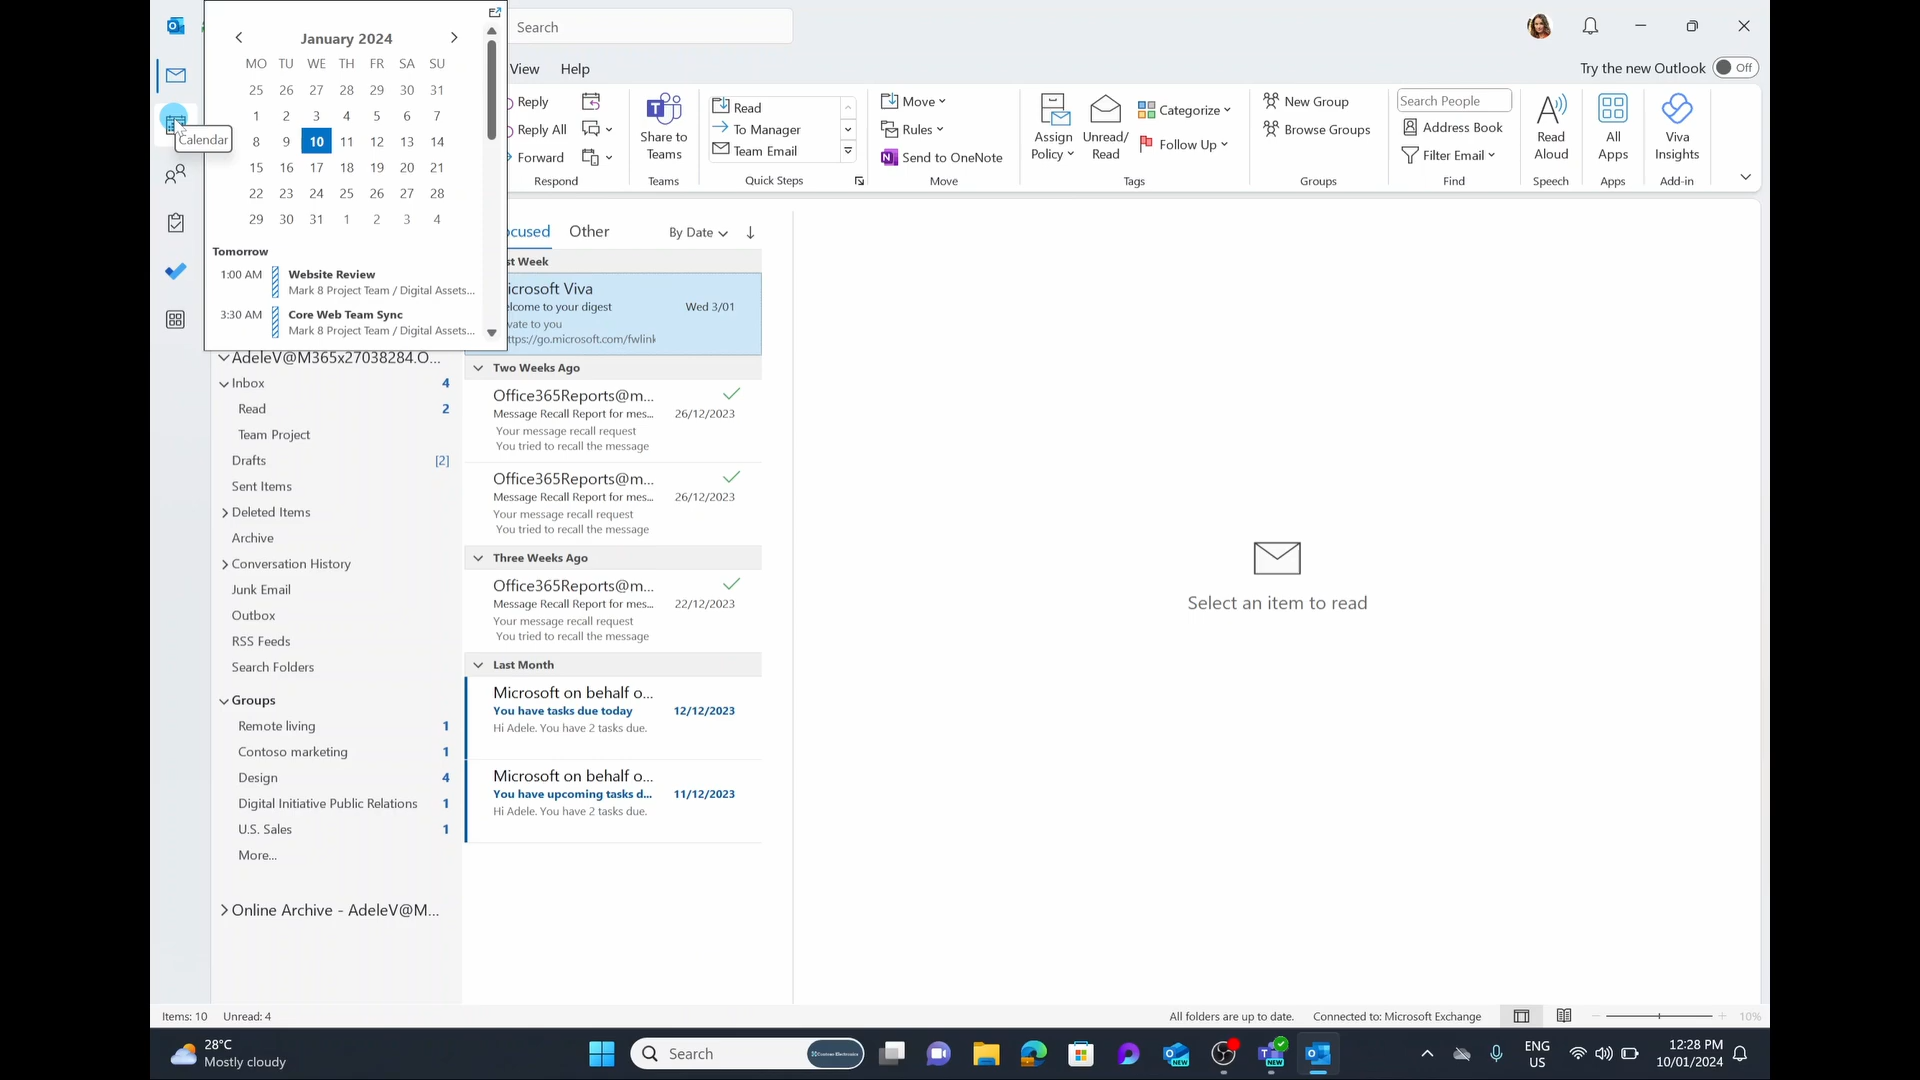 Search
January 2024
MO TU WE TH FR SA SU
25 26 27 28 29 30 31
1 2 3 4 5 6 7
8 9 10 11 12 13 14
15 16 17 18 19 20 21
22 23 24 25 26 27 28
29 30 31 1 2 3 4
Tomorrow
1:00 AM Website Review
Mark 8 Project Team / Digital Assets...
3:30 AM Core Web Team Sync
Mark 8 Project Team / Digital Assets...
Calendar
View Help
Try the new Outlook Off
Reply
Reply All
Forward
Respond
Share to
Teams
Teams
Read
To Manager
Team Email
Quick Steps
Move
Rules
Send to OneNote
Move
Assign
Policy
Unread/
Read
Categorize
Follow Up
Tags
New Group
Browse Groups
Groups
Search People
Address Book
Filter Email
Find
Read
Aloud
Speech
All
Apps
Apps
Viva
Insights
Add-in
AdeleV@M365x27038284.O...
Inbox 4
Read 2
Team Project
Drafts [2]
Sent Items
Deleted Items
Archive
Conversation History
Junk Email
Outbox
RSS Feeds
Search Folders
Groups
Remote living 1
Contoso marketing 1
Design 4
Digital Initiative Public Relations 1
U.S. Sales 1
More...
Online Archive - AdeleV@M...
ocused Other By Date
st Week
icrosoft Viva
elcome to your digest Wed 3/01
vate to you
ttps://go.microsoft.com/fwlink
Two Weeks Ago
Office365Reports@m...
Message Recall Report for mes... 26/12/2023
Your message recall request
You tried to recall the message
Office365Reports@m...
Message Recall Report for mes... 26/12/2023
Your message recall request
You tried to recall the message
Three Weeks Ago
Office365Reports@m...
Message Recall Report for mes... 22/12/2023
Your message recall request
You tried to recall the message
Last Month
Microsoft on behalf o...
You have tasks due today 12/12/2023
Hi Adele. You have 2 tasks due.
Microsoft on behalf o...
You have upcoming tasks d... 11/12/2023
Hi Adele. You have 2 tasks due.
Select an item to read
Items: 10 Unread: 4
All folders are up to date. Connected to: Microsoft Exchange 10%
28°C
Mostly cloudy
Search
Contoso Electronics
NEW
NEW
ENG
US
12:28 PM
10/01/2024